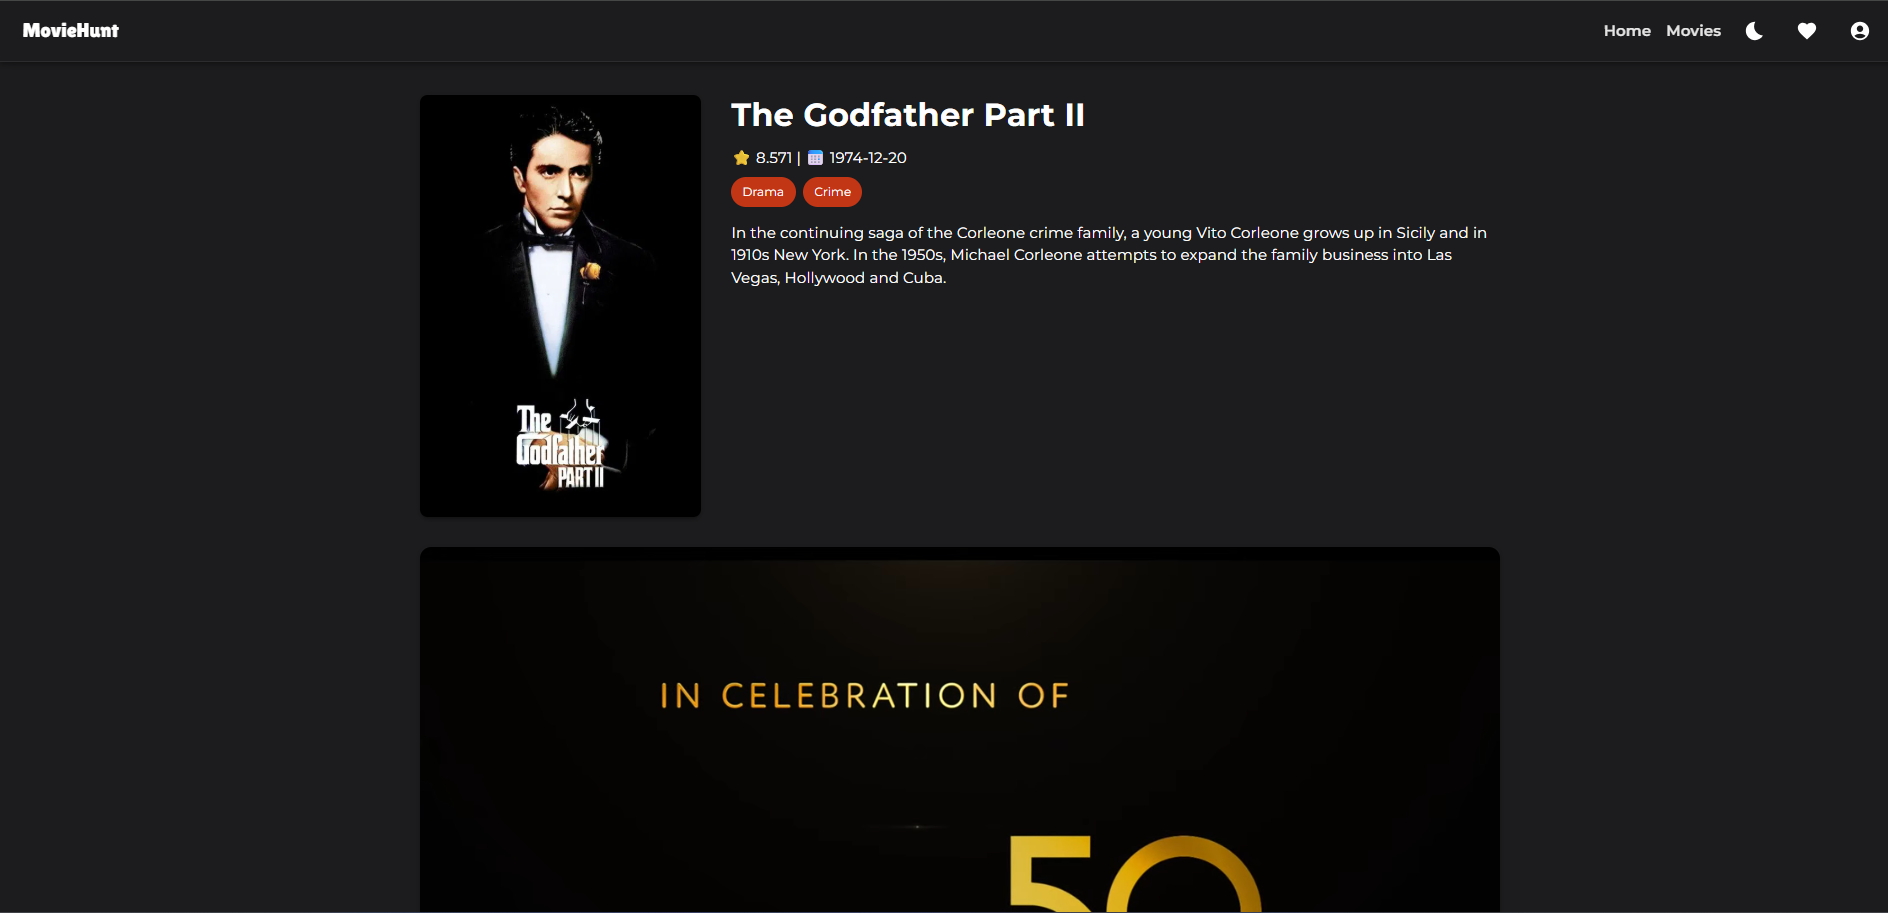 MovieHunt
Home Movies
The Godfather Part II
8.571 | 1974-12-20
Drama Crime
In the continuing saga of the Corleone crime family, a young Vito Corleone grows up in Sicily and in
1910s New York. In the 1950s, Michael Corleone attempts to expand the family business into Las
Vegas, Hollywood and Cuba.
The
Godfather
PART II
IN CELEBRATION OF
50